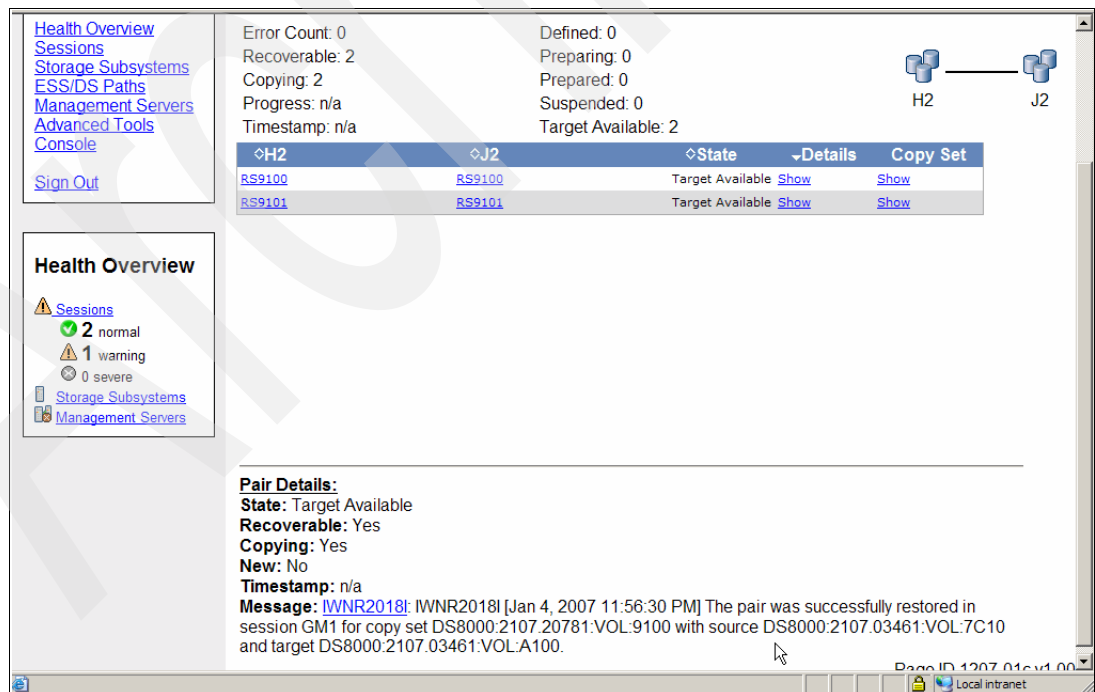 Health Overview
Sessions
Storage Subsystems
ESS/DS Paths
Management Servers
Advanced Tools
Console
Sign Out
Health Overview
Sessions
2 normal
1 warning
0 severe
Storage Subsystems
Management Servers
Error Count: 0
Recoverable: 2
Copying: 2
Progress: n/a
Timestamp: n/a
Defined: 0
Preparing: 0
Prepared: 0
Suspended: 0
Target Available: 2
H2 J2
H2 J2 State Details Copy Set
RS9100 RS9100 Target Available Show Show
RS9101 RS9101 Target Available Show Show
Pair Details:
State: Target Available
Recoverable: Yes
Copying: Yes
New: No
Timestamp: n/a
Message: IWNR2018I: IWNR2018I [Jan 4, 2007 11:56:30 PM] The pair was successfully restored in
session GM1 for copy set DS8000:2107.20781:VOL:9100 with source DS8000:2107.03461:VOL:7C10
and target DS8000:2107.03461:VOL:A100.
Page ID 1207.01c v1.00
Local intranet